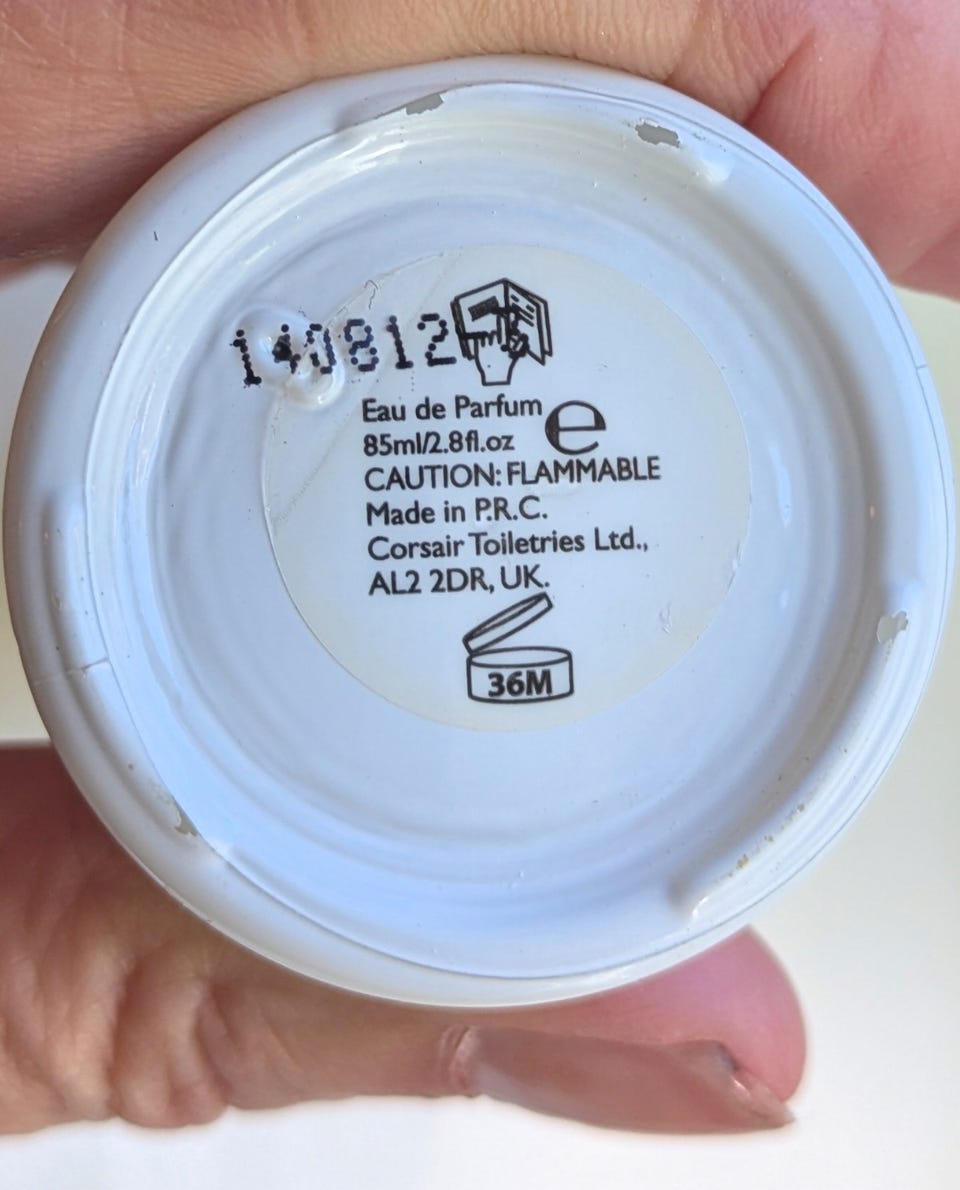 140812
Eau de Parfum
85ml/2.8fl.oz e
CAUTION: FLAMMABLE
Made in P.R.C.
Corsair Toiletries Ltd.,
AL2 2DR, UK.
36M